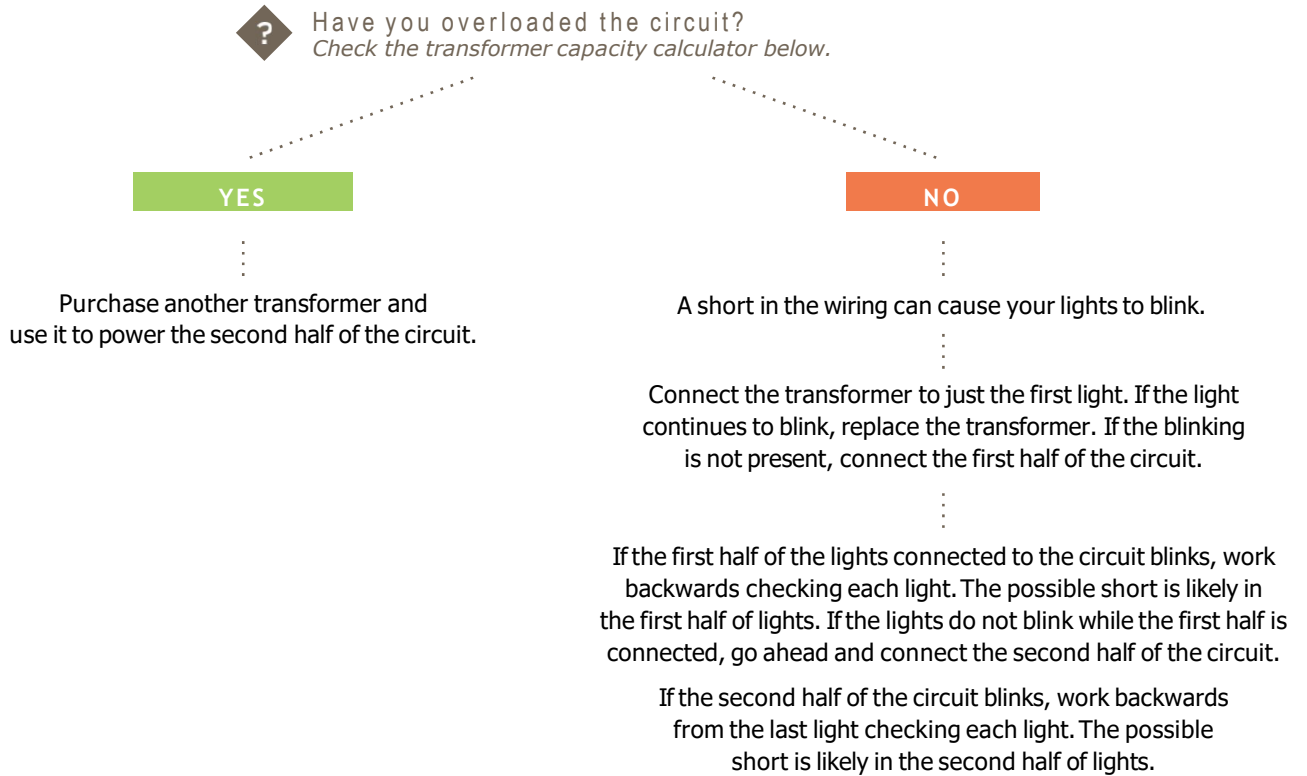 ?
Have you overloaded the circuit?
Check the transformer capacity calculator below.
YES
NO
Purchase another transformer and
use it to power the second half of the circuit.
A short in the wiring can cause your lights to blink.
Connect the transformer to just the first light. If the light
continues to blink, replace the transformer. If the blinking
is not present, connect the first half of the circuit.
If the first half of the lights connected to the circuit blinks, work
backwards checking each light. The possible short is likely in
the first half of lights. If the lights do not blink while the first half is
connected, go ahead and connect the second half of the circuit.
If the second half of the circuit blinks, work backwards
from the last light checking each light. The possible
short is likely in the second half of lights.